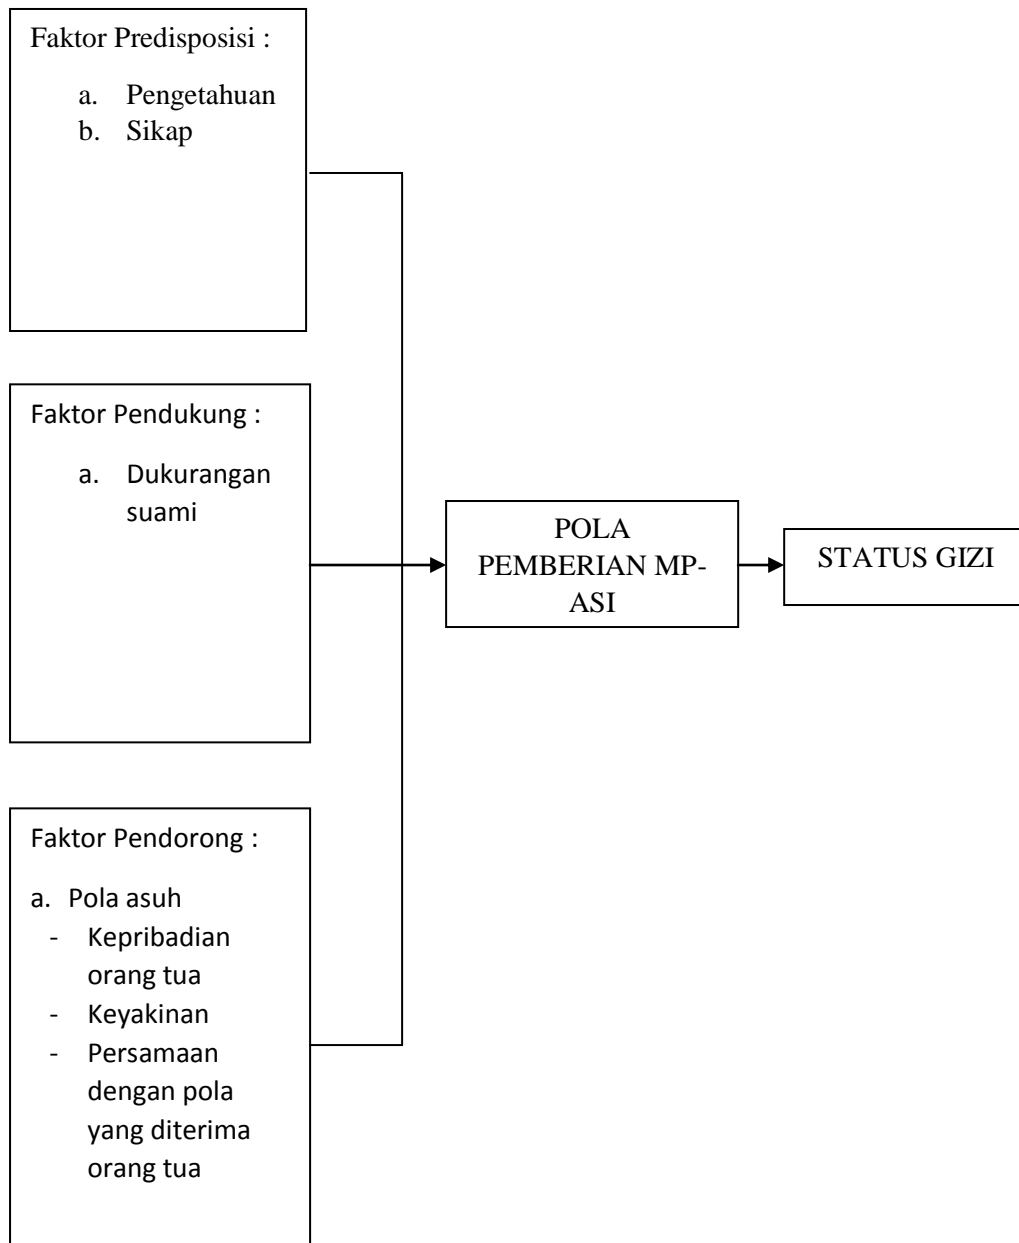 Faktor Predisposisi :
a. Pengetahuan
b. Sikap
Faktor Pendukung :
a. Dukurangan
suami
POLA
PEMBERIAN MP-
ASI
STATUS GIZI
Faktor Pendorong :
a. Pola asuh
- Kepribadian
orang tua
- Keyakinan
- Persamaan
dengan pola
yang diterima
orang tua